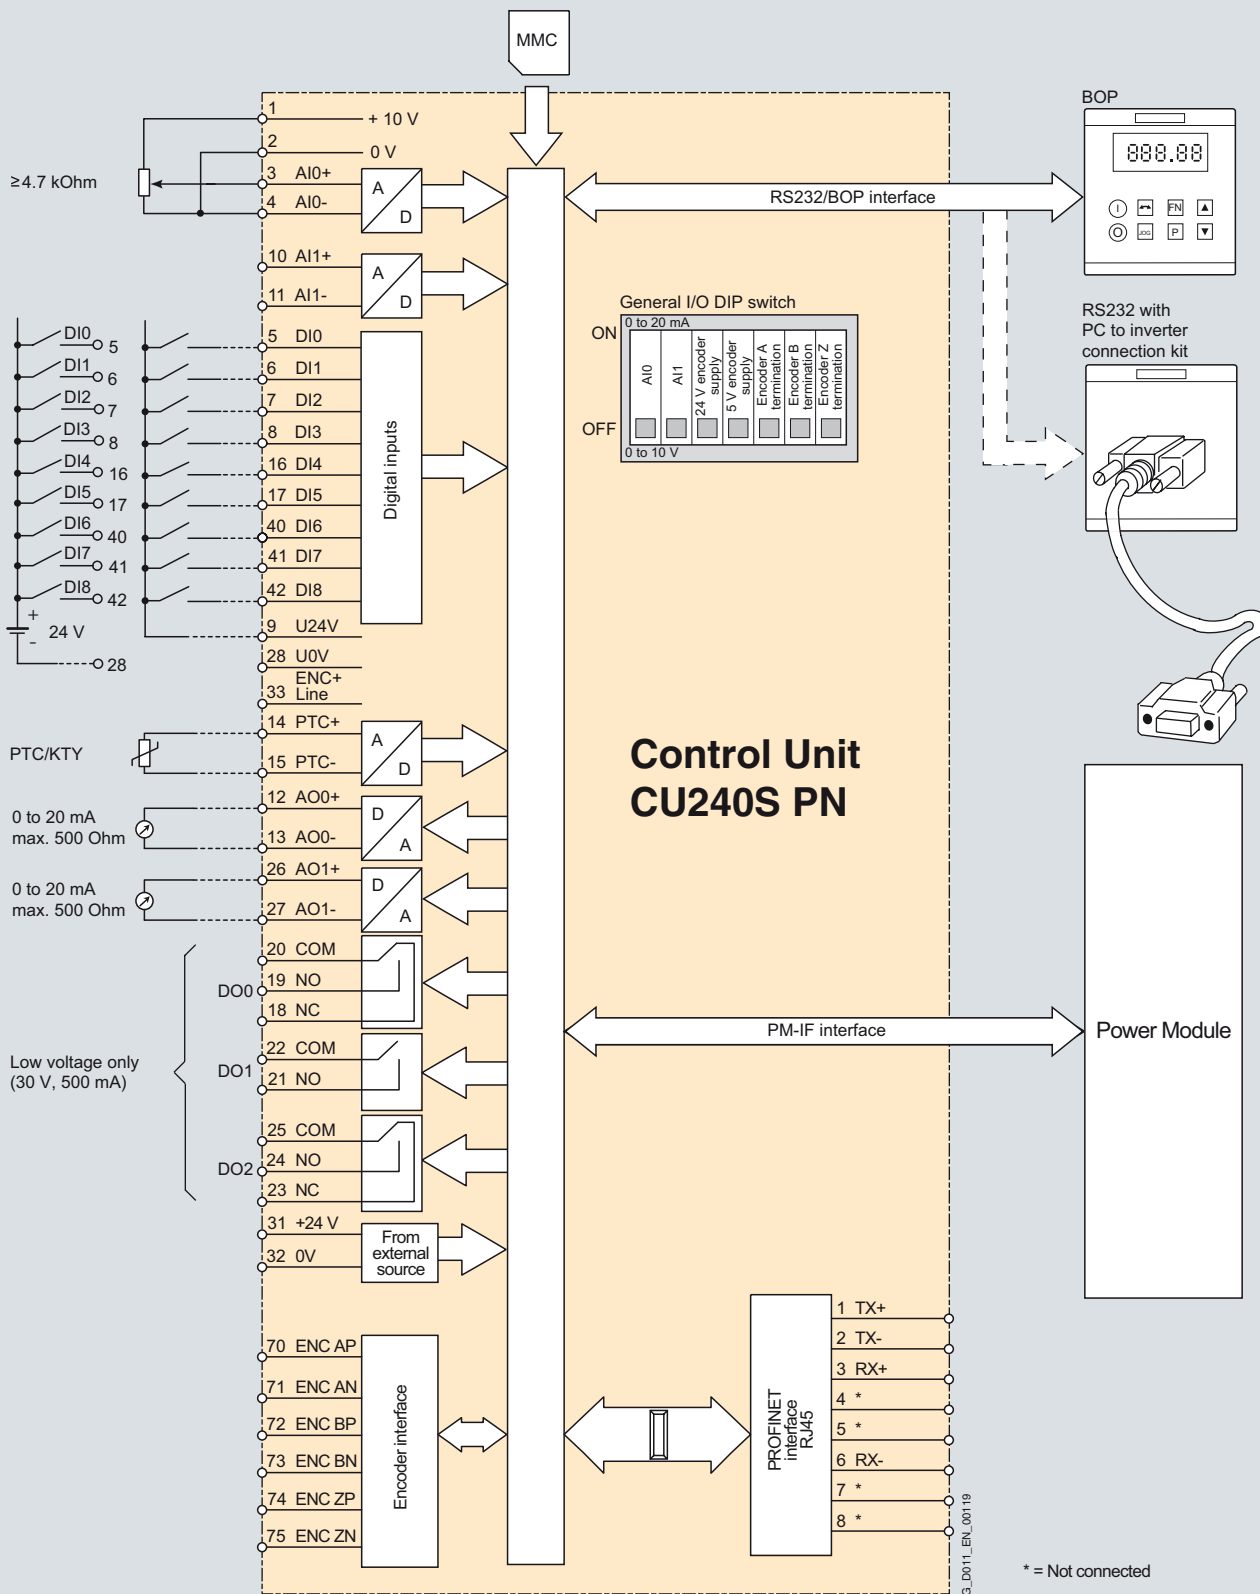 MMC
BOP
888.88
I
FN
O
JOG
P
RS232 with
PC to inverter
connection kit
1
+ 10 V
2
0 V
≥4.7 kOhm
3 AI0+
4 AI0-
A
D
10 AI1+
11 AI1-
A
D
RS232/BOP interface
General I/O DIP switch
ON
0 to 20 mA
AI0
AI1
24 V encoder
supply
5 V encoder
supply
Encoder A
termination
Encoder B
termination
Encoder Z
termination
OFF
0 to 10 V
DI0 5
DI1 6
DI2 7
DI3 8
DI4 16
DI5 17
DI6 40
DI7 41
DI8 42
+
24 V
-
28
5 DI0
6 DI1
7 DI2
8 DI3
16 DI4
17 DI5
40 DI6
41 DI7
42 DI8
Digital inputs
9 U24V
28 U0V
33 ENC+
Line
PTC/KTY
14 PTC+
15 PTC-
A
D
Control Unit
CU240S PN
0 to 20 mA
max. 500 Ohm
12 AO0+
13 AO0-
D
A
0 to 20 mA
max. 500 Ohm
26 AO1+
27 AO1-
D
A
Low voltage only
(30 V, 500 mA)
DO0
20 COM
19 NO
18 NC
DO1
22 COM
21 NO
DO2
25 COM
24 NO
23 NC
PM-IF interface
Power Module
31 +24 V
32 0V
From
external
source
70 ENC AP
71 ENC AN
72 ENC BP
73 ENC BN
74 ENC ZP
75 ENC ZN
Encoder interface
PROFINET
interface
RJ45
1 TX+
2 TX-
3 RX+
4 *
5 *
6 RX-
7 *
8 *
G_D011_EN_00119
* = Not connected